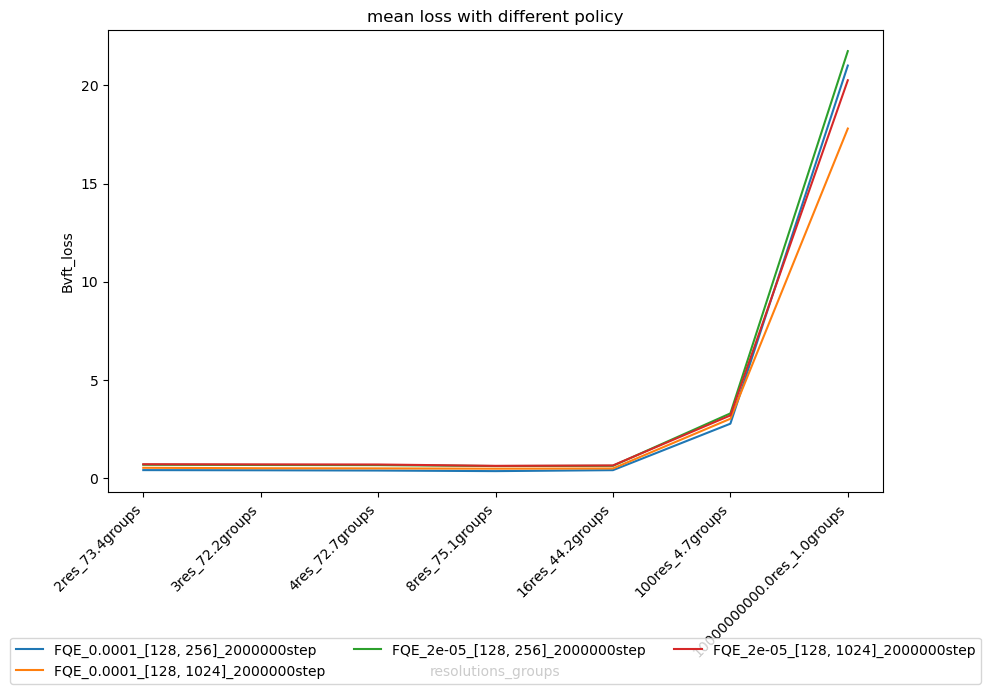 mean loss with different policy
Bvft_loss
20
15
10
5
0
2res_73.4groups
3res_72.2groups
4res_72.7groups
8res_75.1groups
16res_44.2groups
100res_4.7groups
resolutions_groups
FQE_0.0001_[128, 256]_2000000step
FQE_0.0001_[128, 1024]_2000000step
FQE_2e-05_[128, 256]_2000000step
FQE_2e-05_[128, 1024]_2000000step